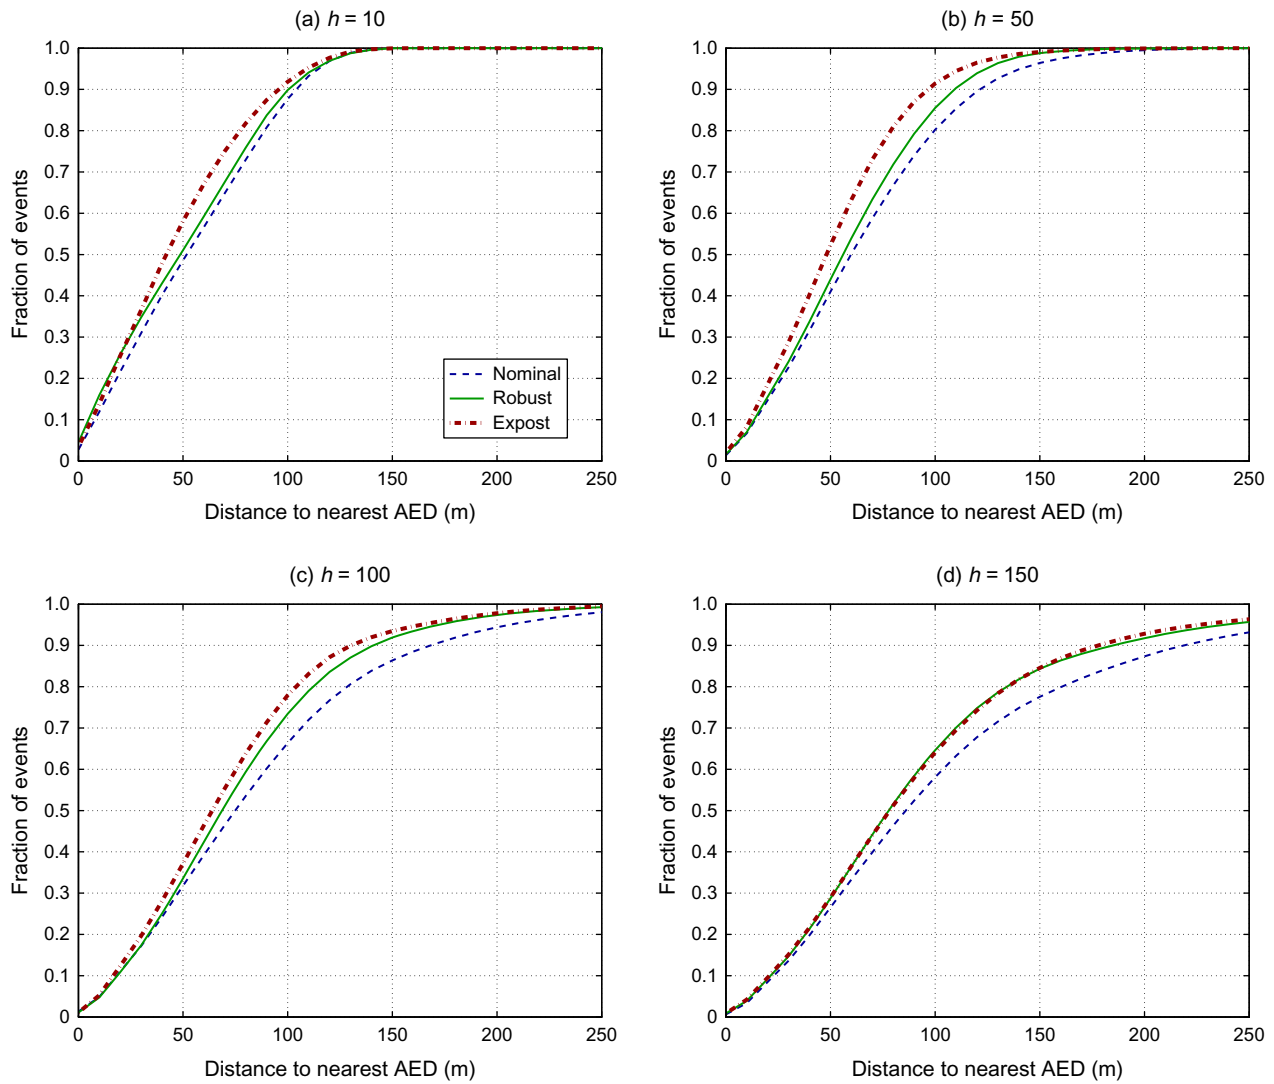 (a) h = 10
1.0
0.9
0.8
0.7
0.6
0.5
0.4
0.3
0.2
0.1
0
Fraction of events
0 50 100 150 200 250
Distance to nearest AED (m)
Nominal
Robust
Expost
(b) h = 50
1.0
0.9
0.8
0.7
0.6
0.5
0.4
0.3
0.2
0.1
0
Fraction of events
0 50 100 150 200 250
Distance to nearest AED (m)
(c) h = 100
1.0
0.9
0.8
0.7
0.6
0.5
0.4
0.3
0.2
0.1
0
Fraction of events
0 50 100 150 200 250
Distance to nearest AED (m)
(d) h = 150
1.0
0.9
0.8
0.7
0.6
0.5
0.4
0.3
0.2
0.1
0
Fraction of events
0 50 100 150 200 250
Distance to nearest AED (m)